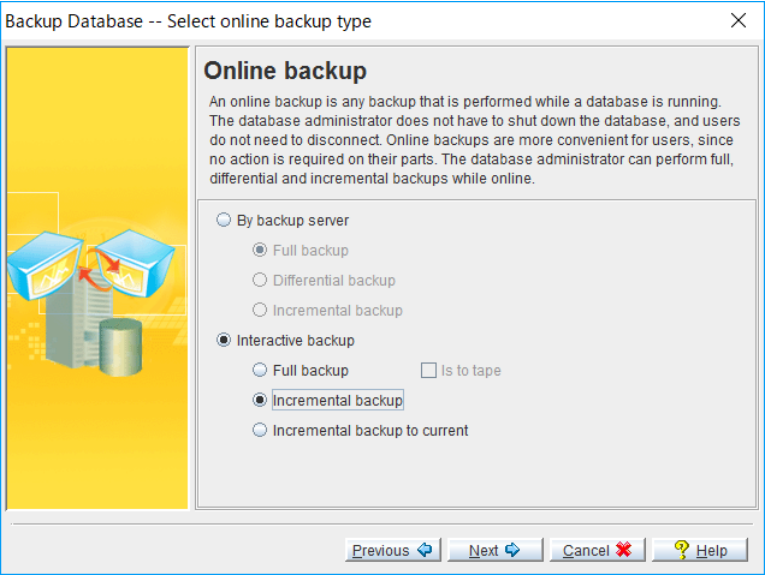 Backup Database -- Select online backup type
Online backup
An online backup is any backup that is performed while a database is running.
The database administrator does not have to shut down the database, and users
do not need to disconnect. Online backups are more convenient for users, since
no action is required on their parts. The database administrator can perform full,
differential and incremental backups while online.
By backup server
Full backup
Differential backup
Incremental backup
Interactive backup
Full backup Is to tape
Incremental backup
Incremental backup to current
Previous Next Cancel Help